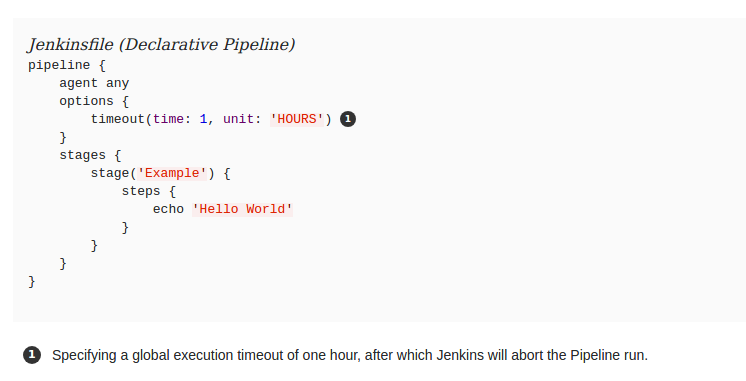 Jenkinsfile (Declarative Pipeline)
pipeline {
    agent any
    options {
        timeout(time: 1, unit: 'HOURS') 1
    }
    stages {
        stage('Example') {
            steps {
                echo 'Hello World'
            }
        }
    }
}
1 Specifying a global execution timeout of one hour, after which Jenkins will abort the Pipeline run.